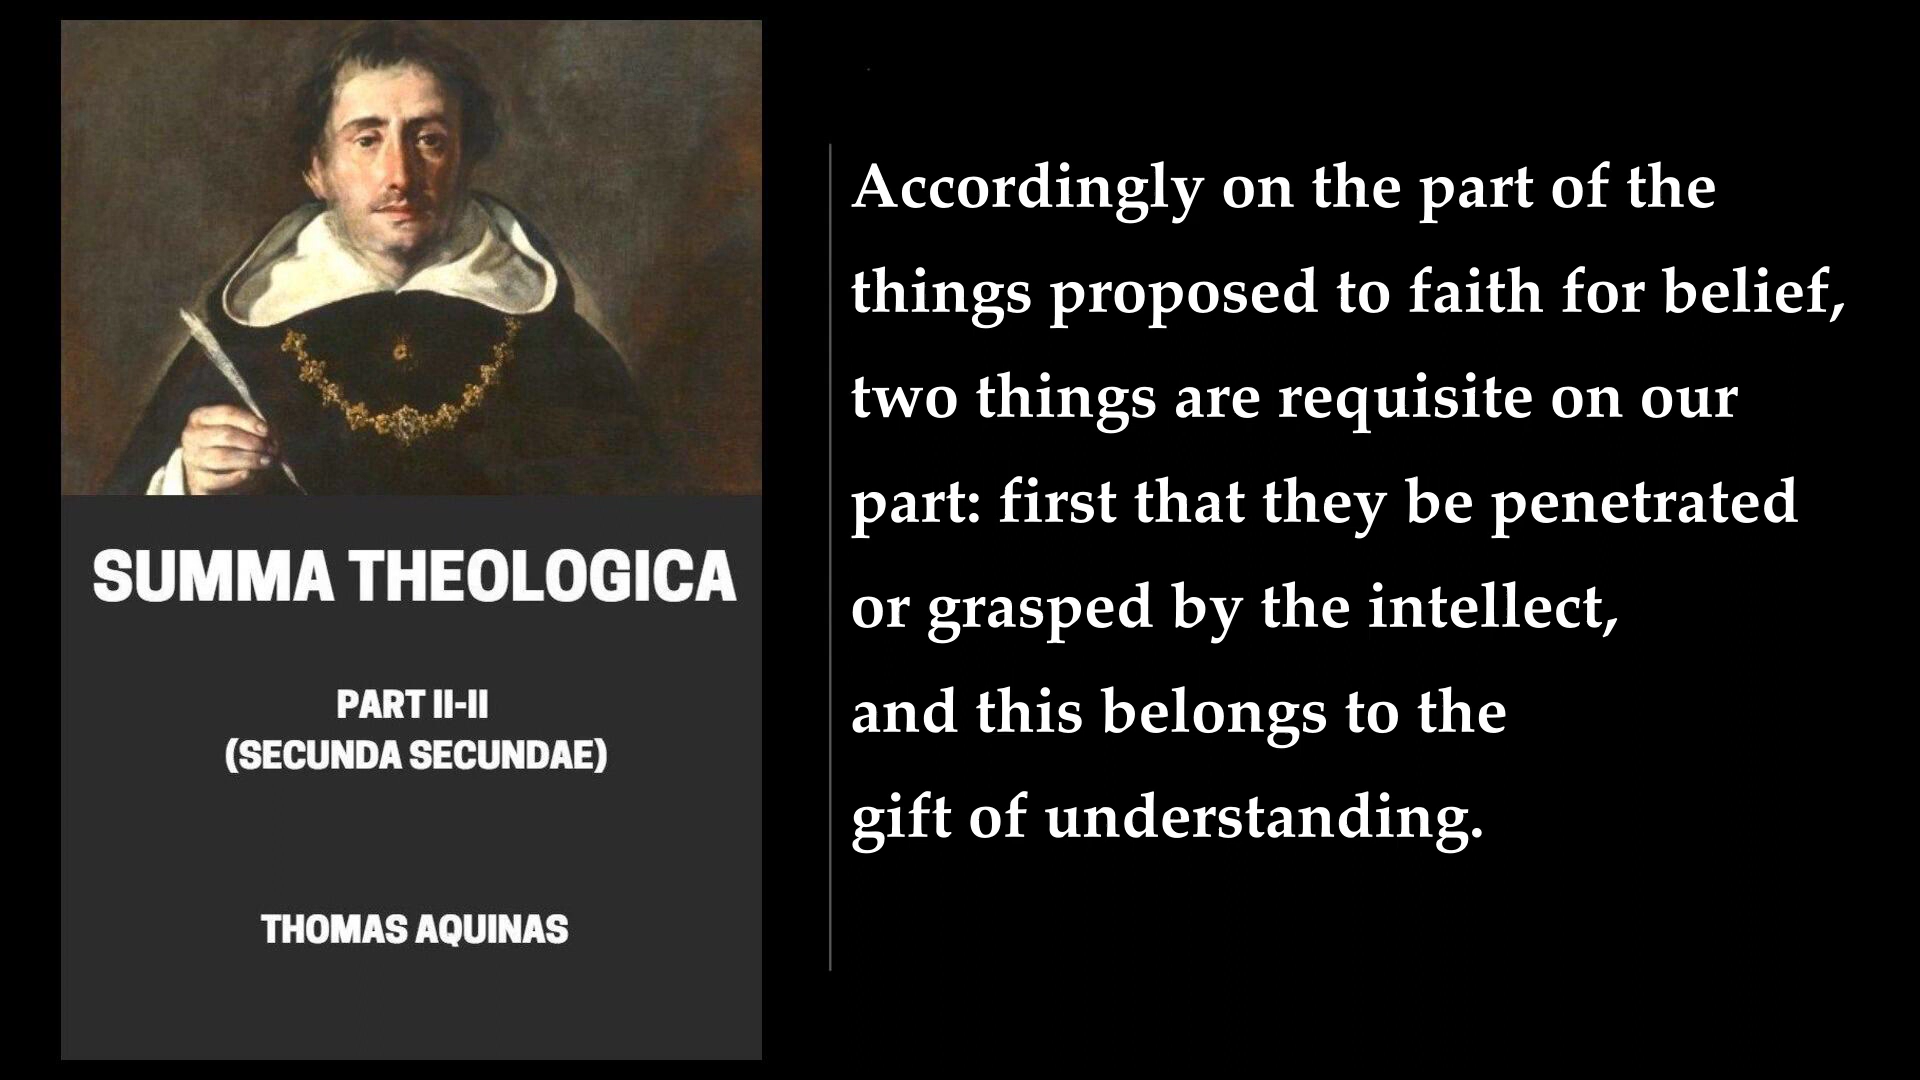 SUMMA THEOLOGICA
PART II-II
(SECUNDA SECUNDAE)
THOMAS AQUINAS
Accordingly on the part of the
things proposed to faith for belief,
two things are requisite on our
part: first that they be penetrated
or grasped by the intellect,
and this belongs to the
gift of understanding.